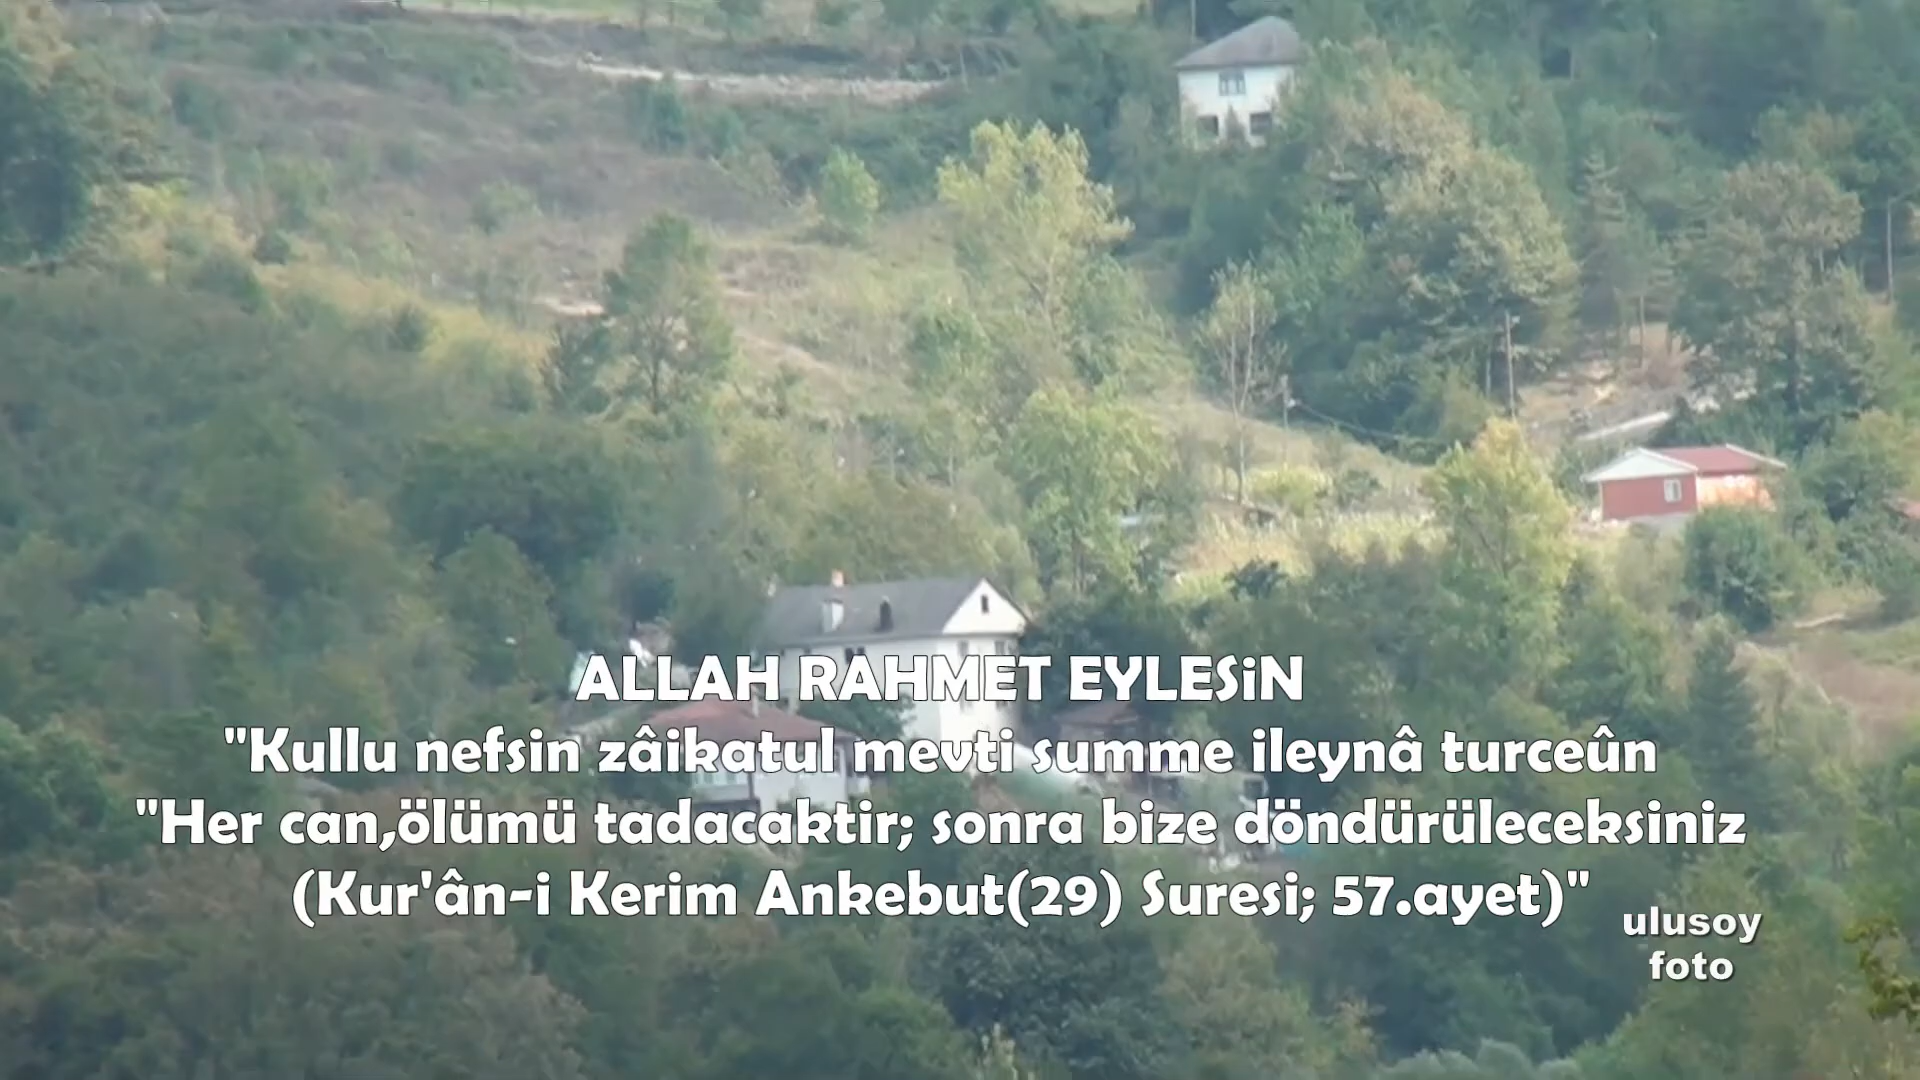 ALLAH RAHMET EYLESiN
"Kullu nefsin zâikatul mevti summe ileynâ turceûn
"Her can,ölümü tadacaktir; sonra bize döndürüleceksiniz
(Kur'ân-i Kerim Ankebut(29) Suresi; 57.ayet)"
ulusoy
foto